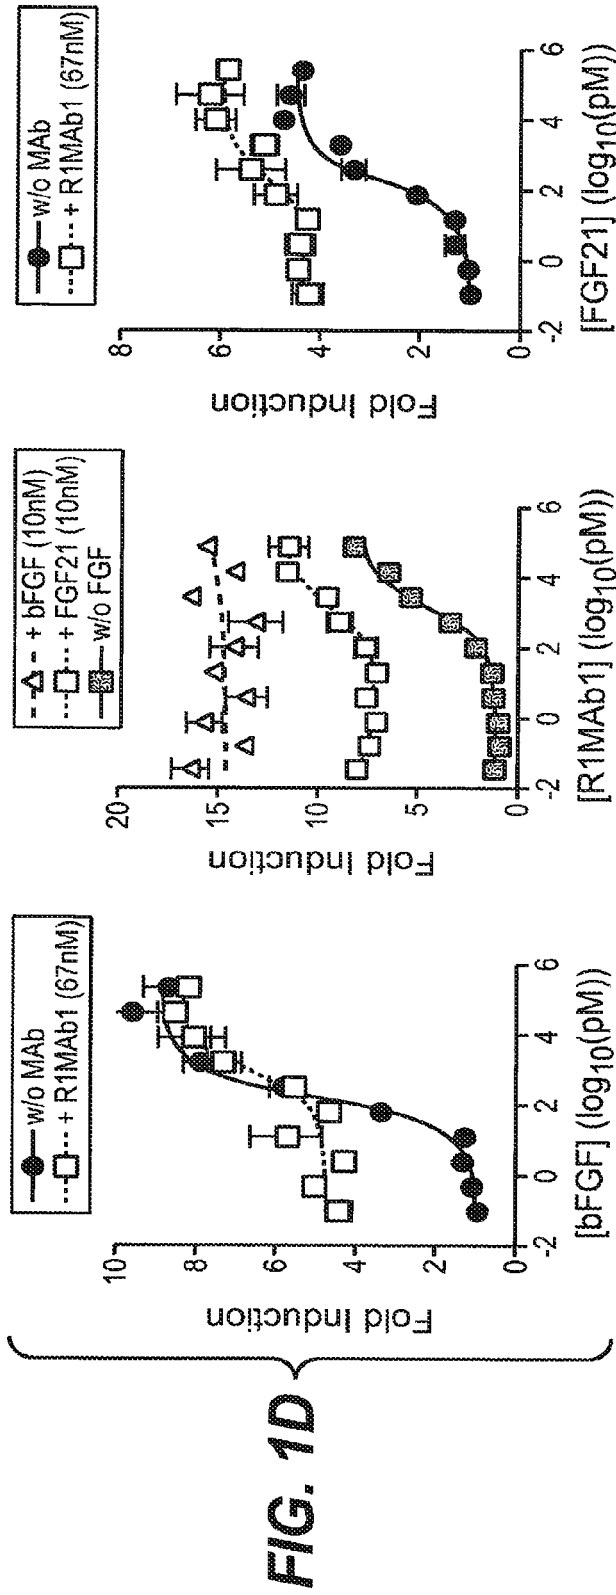 FIG. 1D
w/o MAb
+ R1MAb1 (67nM)
Fold Induction
10
8
6
4
2
0
-2
0
2
4
6
[bFGF] (log10(pM))
+ bFGF (10nM)
+ FGF21 (10nM)
w/o FGF
Fold Induction
20
15
10
5
0
-2
0
2
4
6
[R1MAb1] (log10(pM))
w/o MAb
+ R1MAb1 (67nM)
Fold Induction
8
6
4
2
0
-2
0
2
4
6
[FGF21] (log10(pM))